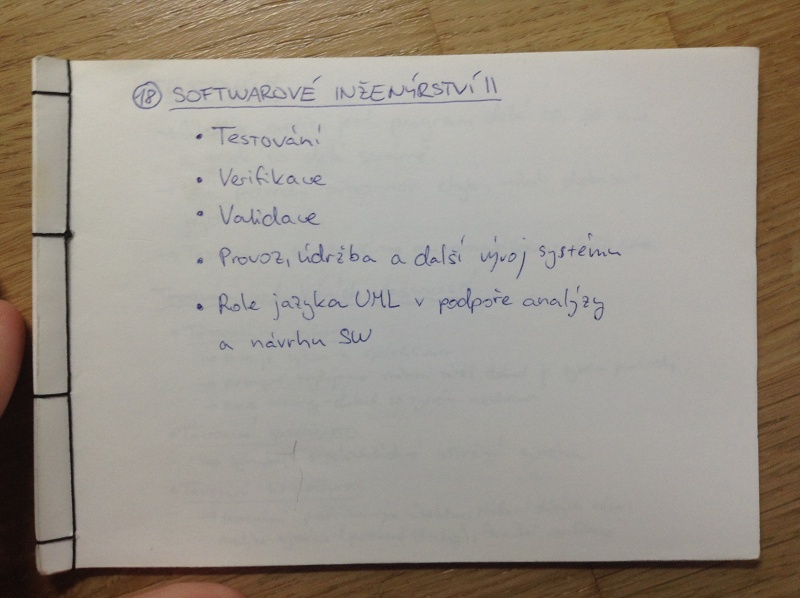 18 SOFTWAROVÉ INŽENÝRSTVÍ II
• Testování
• Verifikace
• Validace
• Provoz, údržba a další vývoj systému
• Role jazyka UML v podpoře analýzy
a návrhu SW